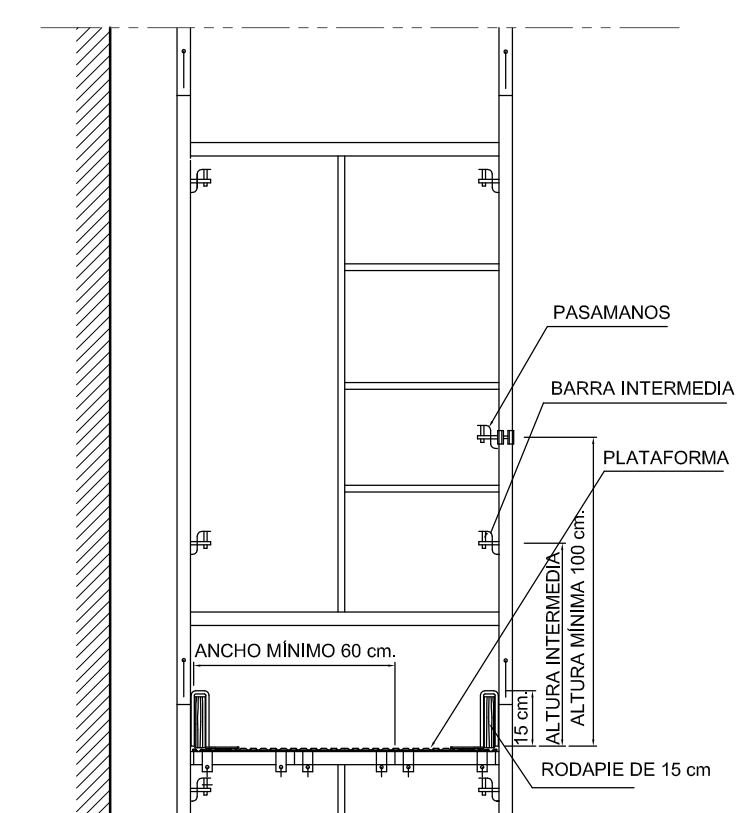 PASAMANOS
BARRA INTERMEDIA
PLATAFORMA
ALTURA INTERMEDIA
ALTURA MÍNIMA 100 cm.
ANCHO MÍNIMO 60 cm.
15 cm.
RODAPIE DE 15 cm